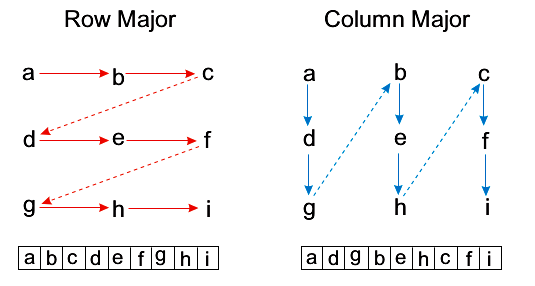 Row Major
a b c
d e f
g h i
a b c d e f g h i
Column Major
a b c
d e f
g h i
a d g b e h c f i